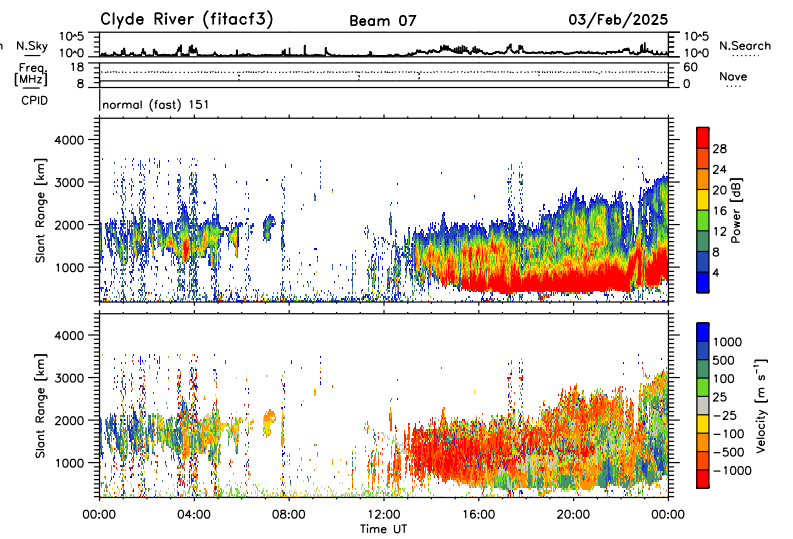 Clyde River (fitacf3) Beam 07 03/Feb/2025
n N.Sky 10^5 10^5 N.Search
10^0 10^0
Freq. 18 60 Nave
[MHz] 8 0
CPID normal (fast) 151
Slant Range [km]
4000
3000
2000
1000
Power [dB]
28
24
20
16
12
8
4
Slant Range [km]
4000
3000
2000
1000
Velocity [m s⁻¹]
1000
500
100
25
−25
−100
−500
−1000
00:00 04:00 08:00 12:00 16:00 20:00 00:00
Time UT